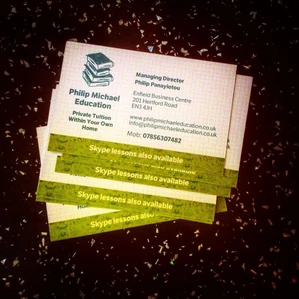 Philip Michael
Education
Private Tuition
Within Your Own
Home
Managing Director
Philip Panayiotou
Enfield Business Centre
201 Hertford Road
EN3 5JH
www.philipmichaeleducation.co.uk
info@philipmichaeleducation.co.uk
Mob: 07856307482
Skype lessons also available
Skype lessons also available
Skype lessons also available
Skype lessons also available